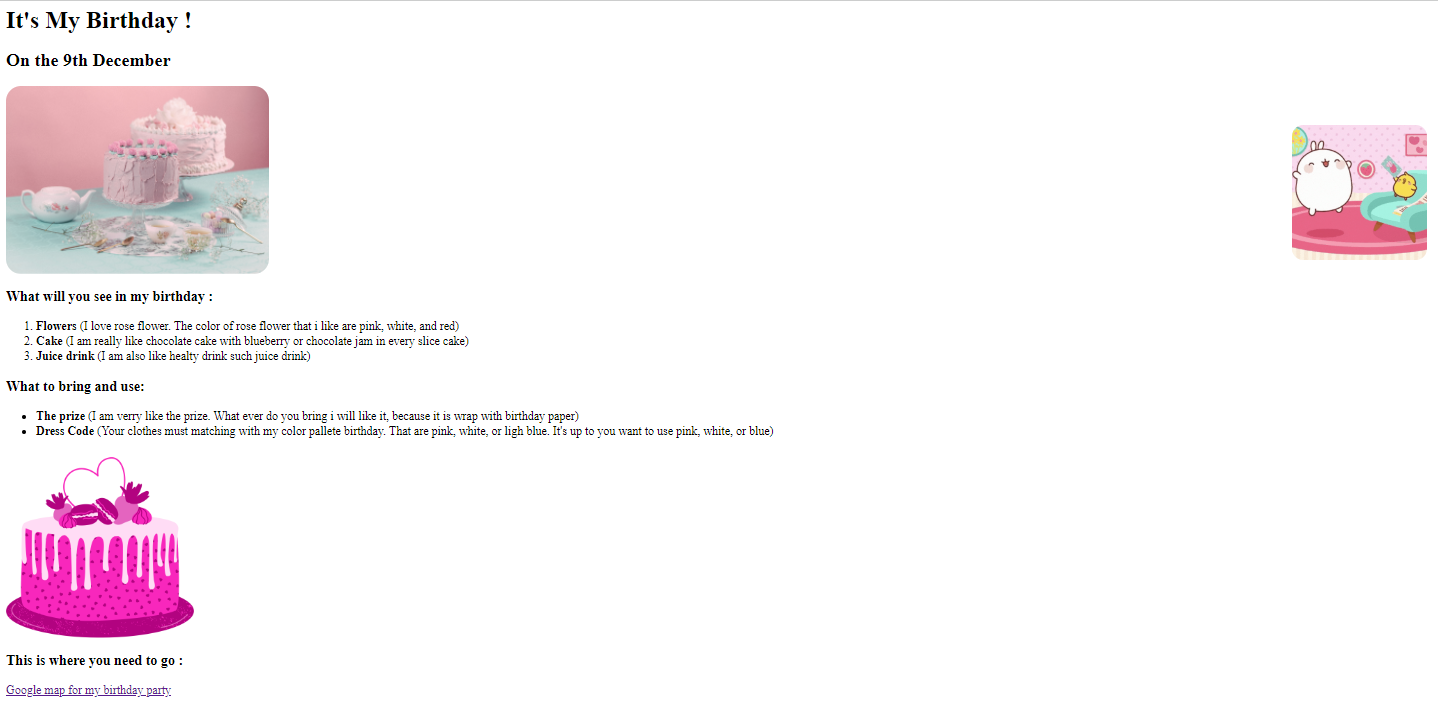 It's My Birthday !
On the 9th December
What will you see in my birthday :
1. Flowers (I love rose flower. The color of rose flower that i like are pink, white, and red)
2. Cake (I am really like chocolate cake with blueberry or chocolate jam in every slice cake)
3. Juice drink (I am also like healty drink such juice drink)
What to bring and use:
• The prize (I am verry like the prize. What ever do you bring i will like it, because it is wrap with birthday paper)
• Dress Code (Your clothes must matching with my color pallete birthday. That are pink, white, or ligh blue. It's up to you want to use pink, white, or blue)
This is where you need to go :
Google map for my birthday party